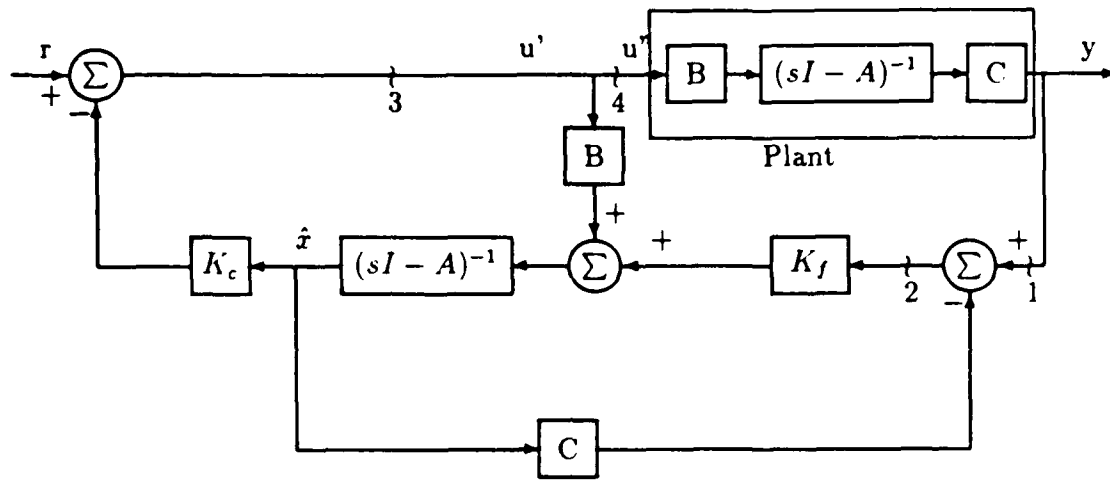 r
+
Σ
−
3
u'
4
u"
B
(sI − A)⁻¹
C
y
Plant
B
+
K_c
x̂
(sI − A)⁻¹
Σ
+
K_f
2
Σ
+
−
1
C